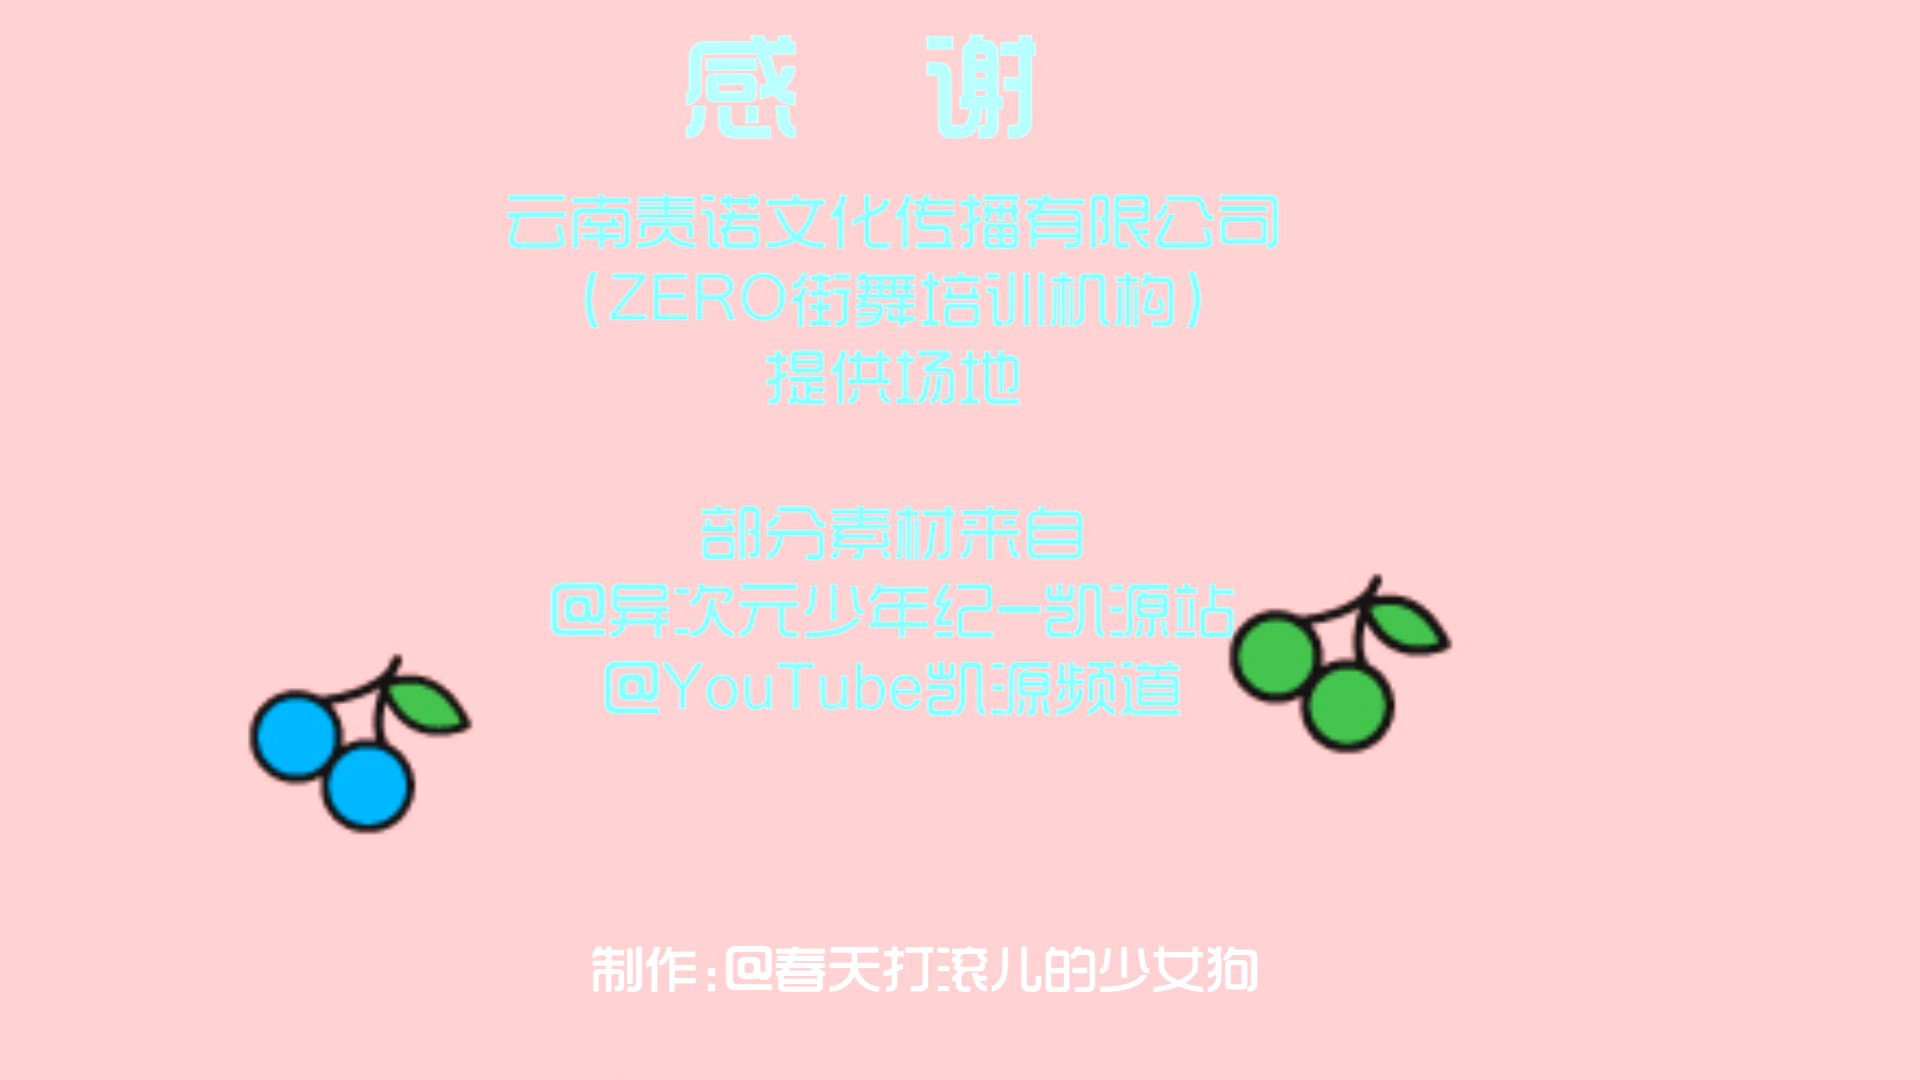 感 谢
云南责诺文化传播有限公司
(ZERO街舞培训机构)
提供场地
部分素材来自
@异次元少年纪-凯源站
@YouTube凯源频道
制作:@春天打滚儿的少女狗